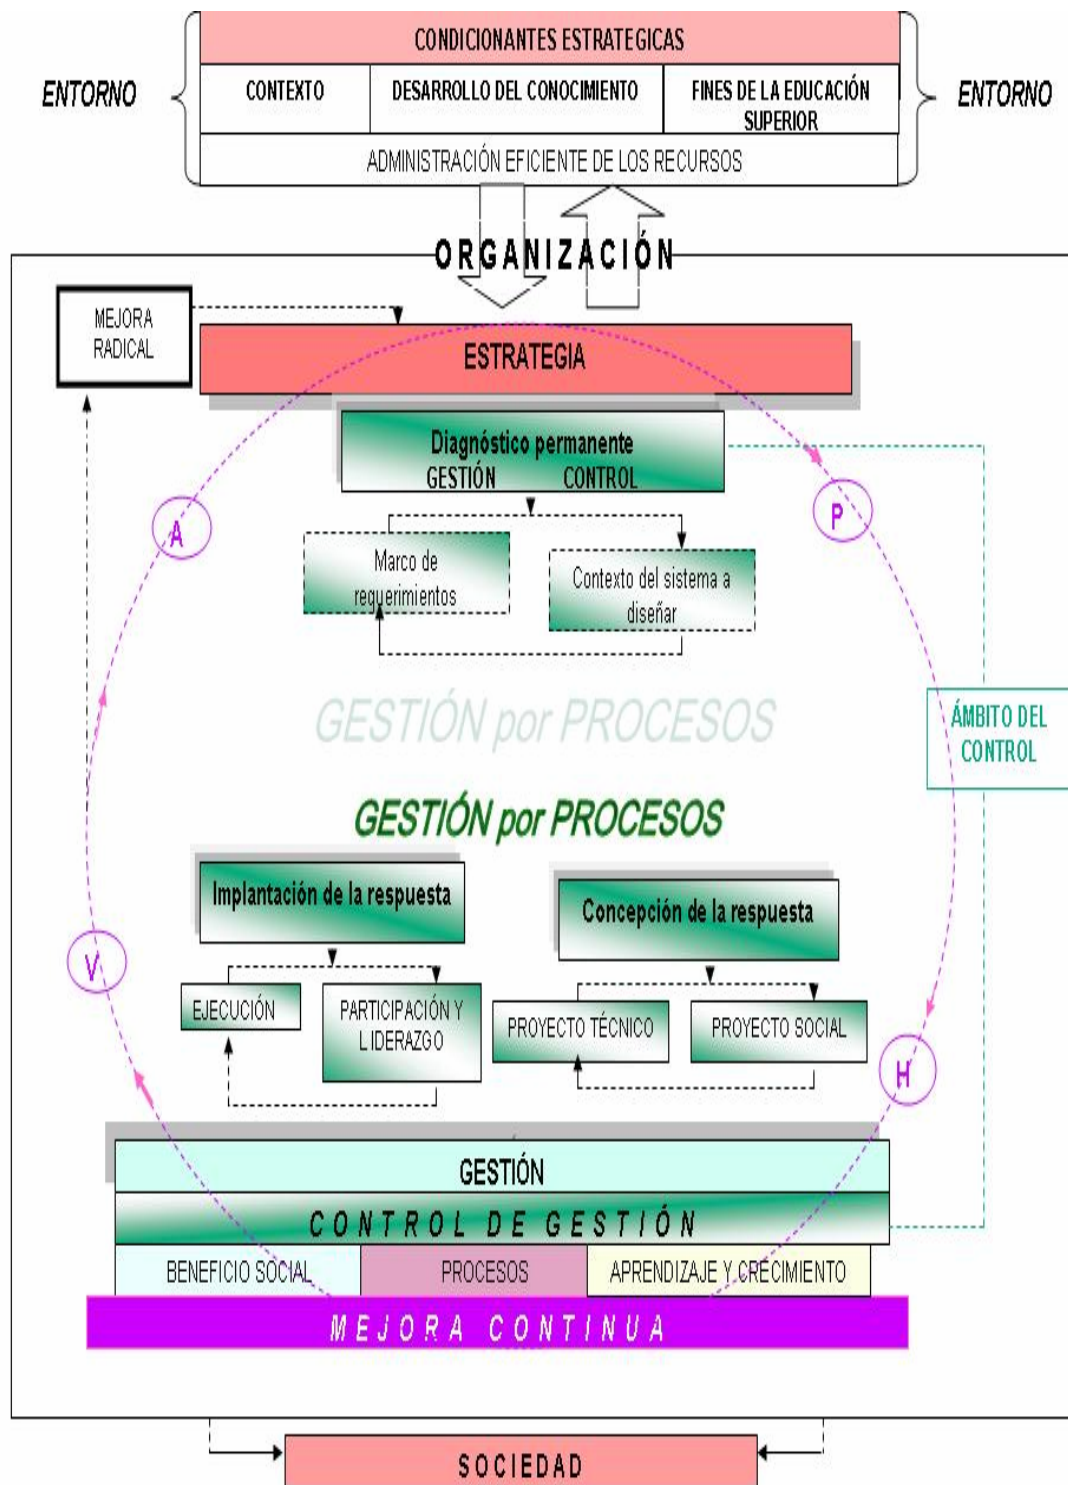 CONDICIONANTES ESTRATEGICAS
ENTORNO
CONTEXTO
DESARROLLO DEL CONOCIMIENTO
FINES DE LA EDUCACIÓN
SUPERIOR
ENTORNO
ADMINISTRACIÓN EFICIENTE DE LOS RECURSOS
ORGANIZACIÓN
MEJORA
RADICAL
ESTRATEGIA
Diagnóstico permanente
GESTIÓN CONTROL
A
P
Marco de
requerimientos
Contexto del sistema a
diseñar
GESTIÓN por PROCESOS
ÁMBITO DEL
CONTROL
GESTIÓN por PROCESOS
Implantación de la respuesta
Concepción de la respuesta
V
EJECUCIÓN
PARTICIPACIÓN Y
LIDERAZGO
PROYECTO TÉCNICO
PROYECTO SOCIAL
H
GESTIÓN
CONTROL DE GESTIÓN
BENEFICIO SOCIAL
PROCESOS
APRENDIZAJE Y CRECIMIENTO
MEJORA CONTINUA
SOCIEDAD